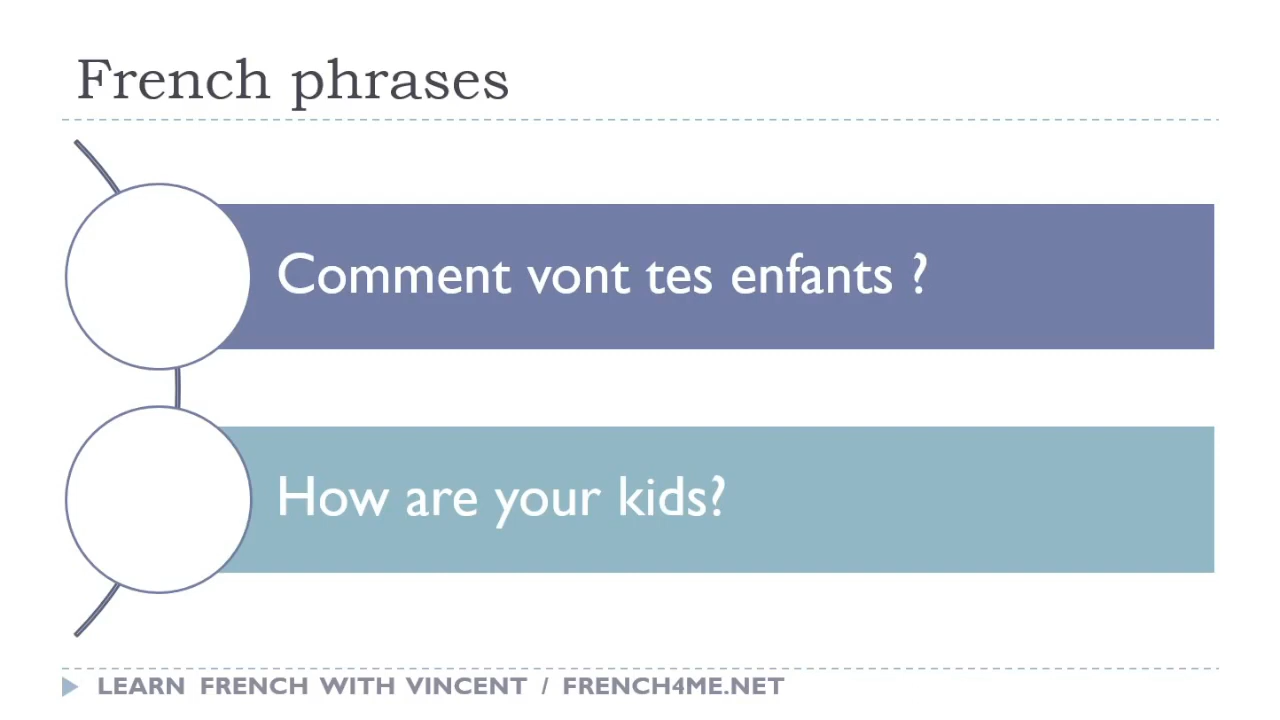 French phrases
Comment vont tes enfants ?
How are your kids?
LEARN FRENCH WITH VINCENT / FRENCH4ME.NET